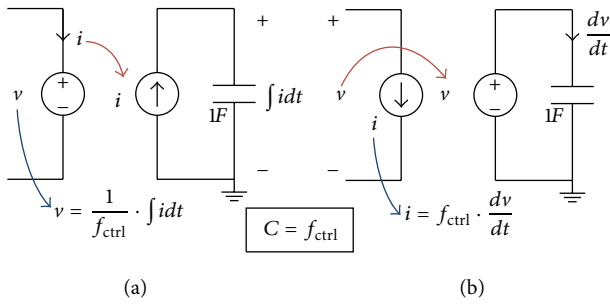 i
v
+
−
i
1F
∫ idt
+
−
v = 1/f_ctrl · ∫ idt
(a)
C = f_ctrl
+
−
v
i
v
+
−
1F
dv/dt
i = f_ctrl · dv/dt
(b)